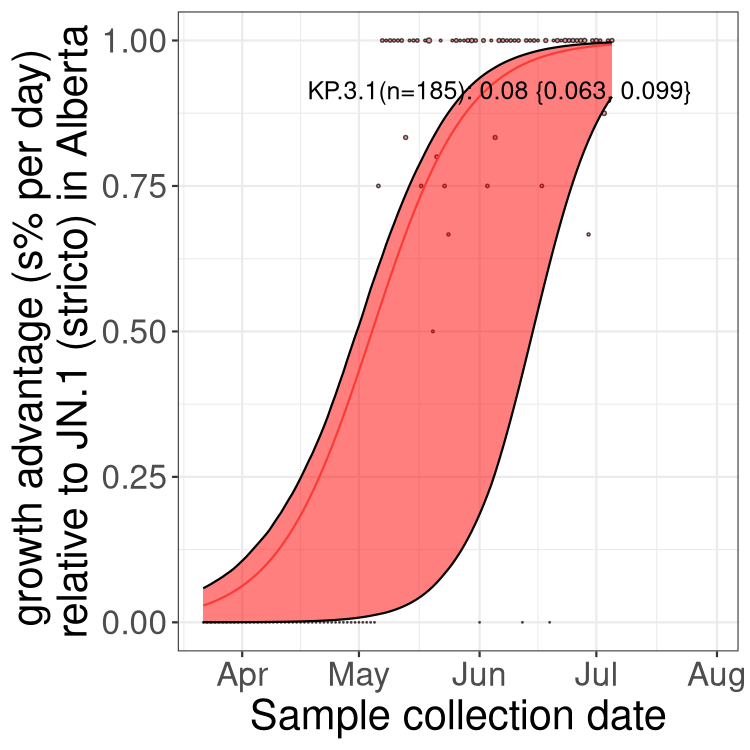 growth advantage (s% per day)
relative to JN.1 (stricto) in Alberta
1.00
0.75
0.50
0.25
0.00
KP.3.1(n=185): 0.08 {0.063, 0.099}
Apr May Jun Jul Aug
Sample collection date